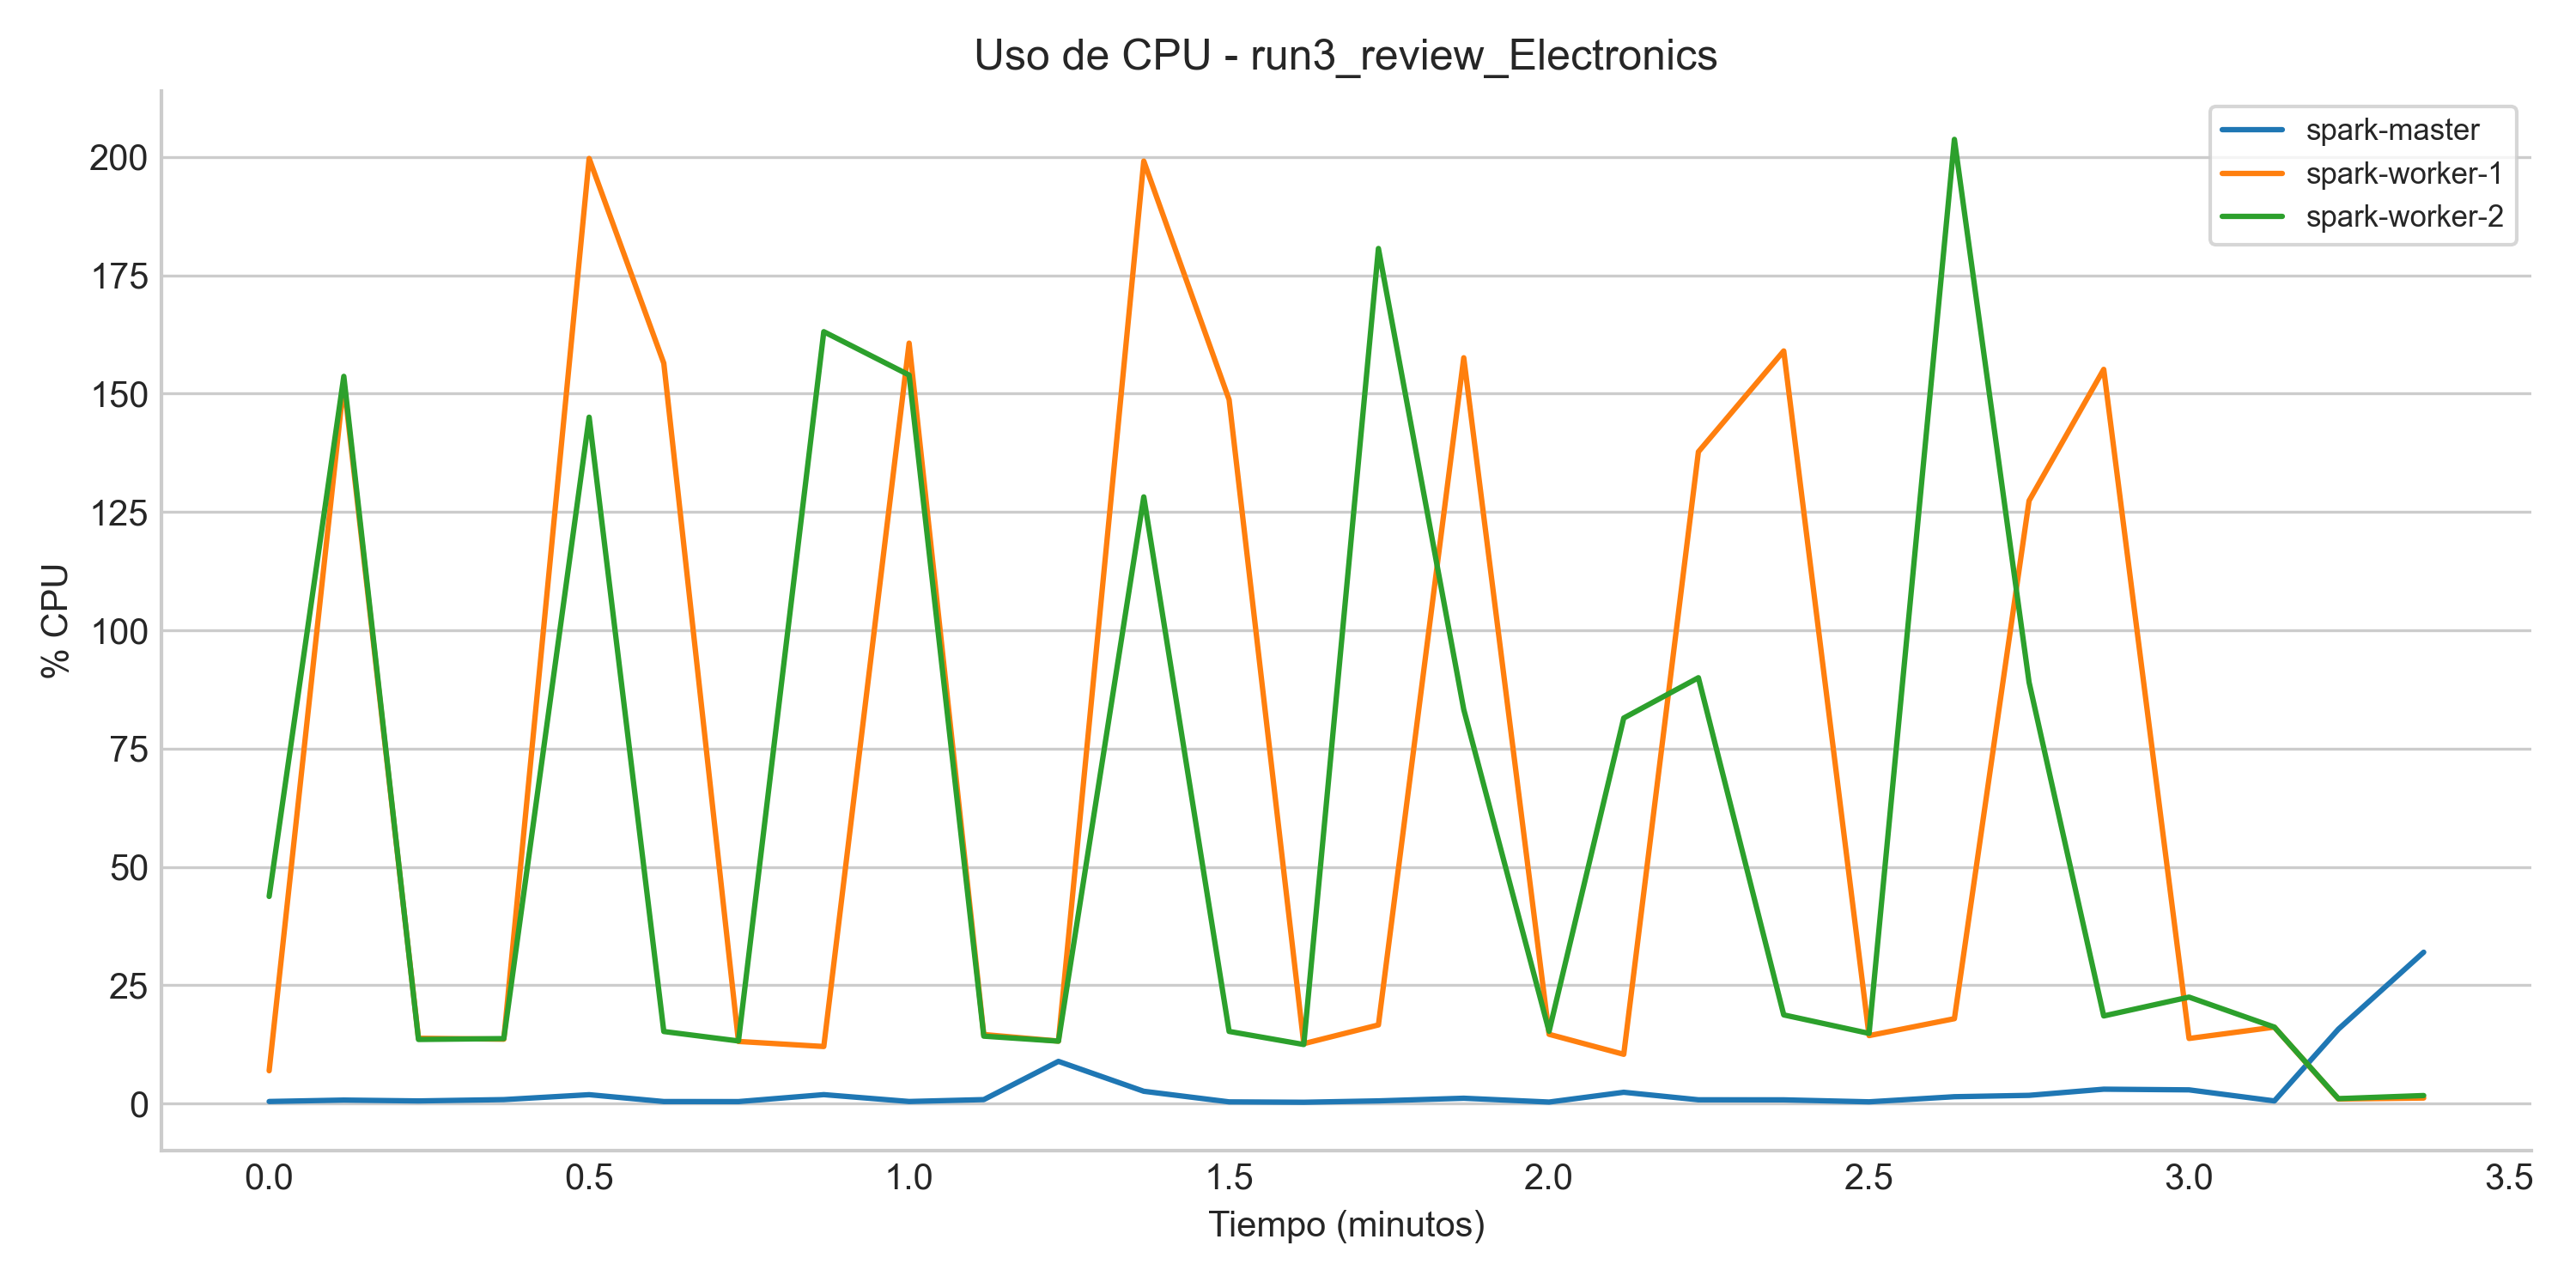 Uso de CPU - run3_review_Electronics
spark-master
spark-worker-1
spark-worker-2
% CPU
200
175
150
125
100
75
50
25
0
0.0 0.5 1.0 1.5 2.0 2.5 3.0 3.5
Tiempo (minutos)